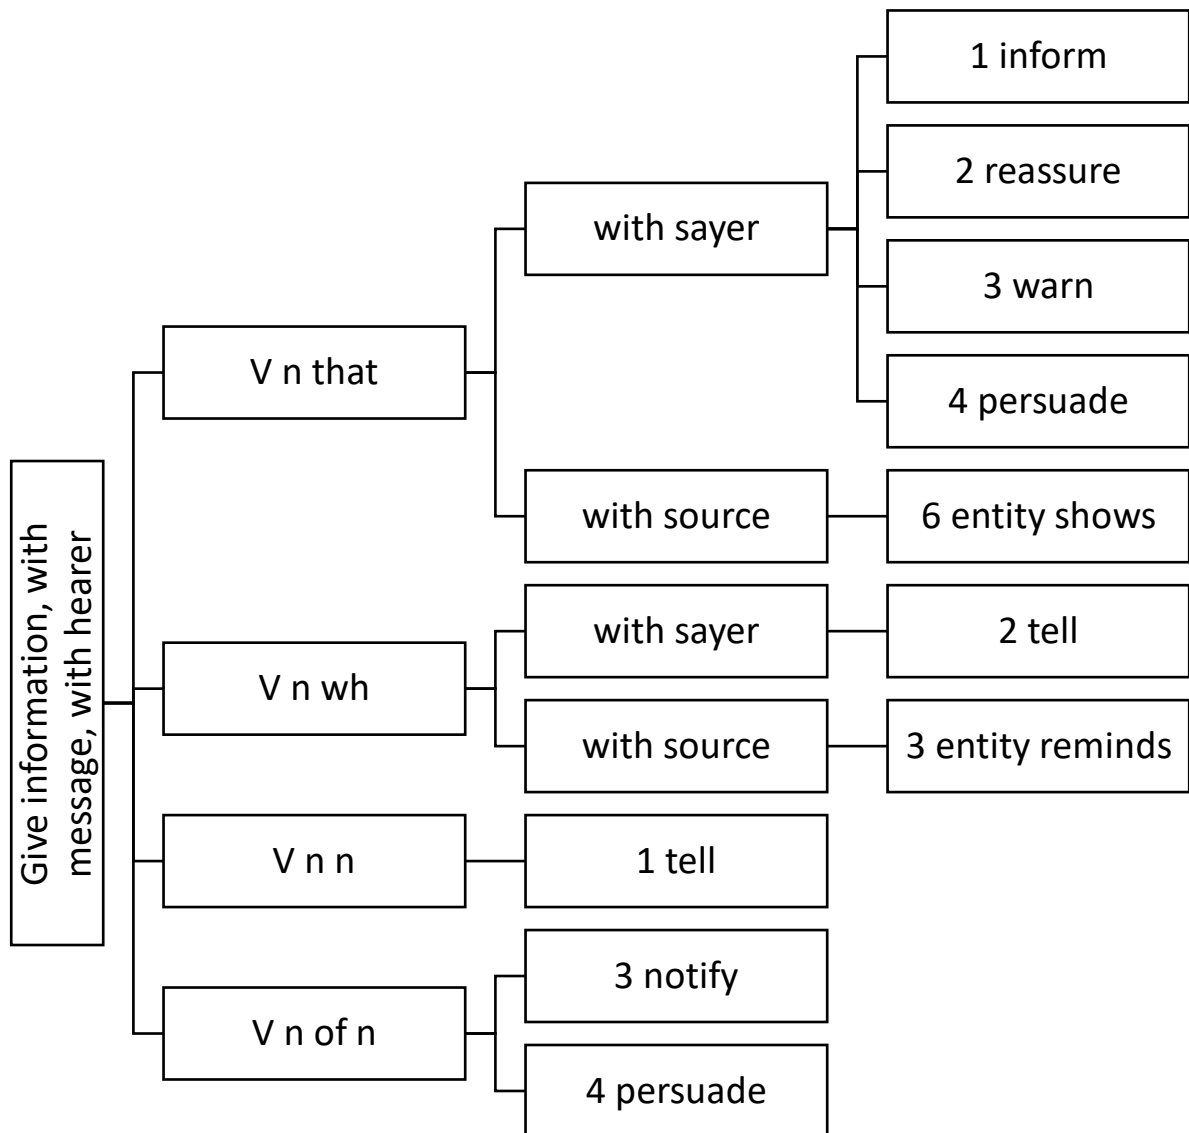 Give information, with
message, with hearer
V n that
with sayer
1 inform
2 reassure
3 warn
4 persuade
with source
6 entity shows
V n wh
with sayer
2 tell
with source
3 entity reminds
V n n
1 tell
V n of n
3 notify
4 persuade